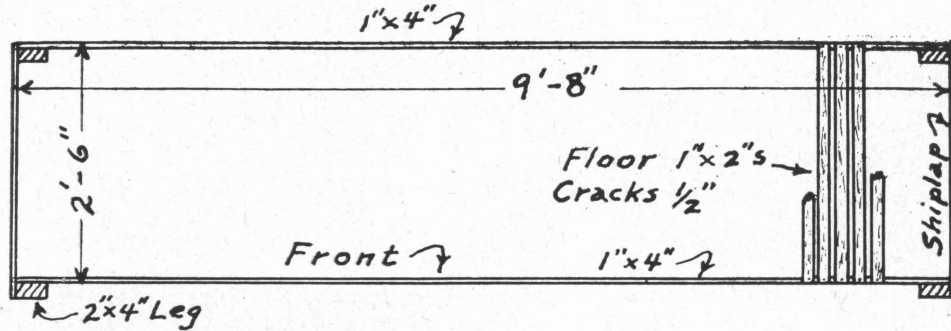 1"x4"
9'-8"
2'-6"
Floor 1"x2"s
Cracks ½"
Shiplap
Front
1"x4"
2"x4" Leg